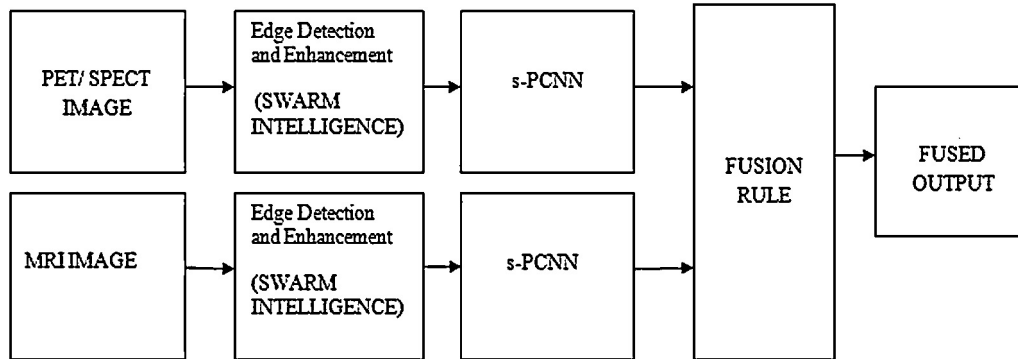 PET/ SPECT
IMAGE
Edge Detection
and Enhancement
(SWARM
INTELLIGENCE)
s-PCNN
FUSION
RULE
FUSED
OUTPUT
MRI IMAGE
Edge Detection
and Enhancement
(SWARM
INTELLIGENCE)
s-PCNN